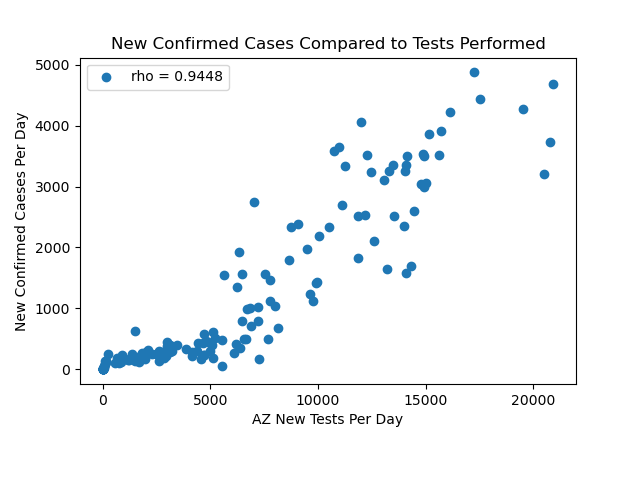 New Confirmed Cases Compared to Tests Performed
rho = 0.9448
New Confirmed Caeses Per Day
5000
4000
3000
2000
1000
0
0 5000 10000 15000 20000
AZ New Tests Per Day